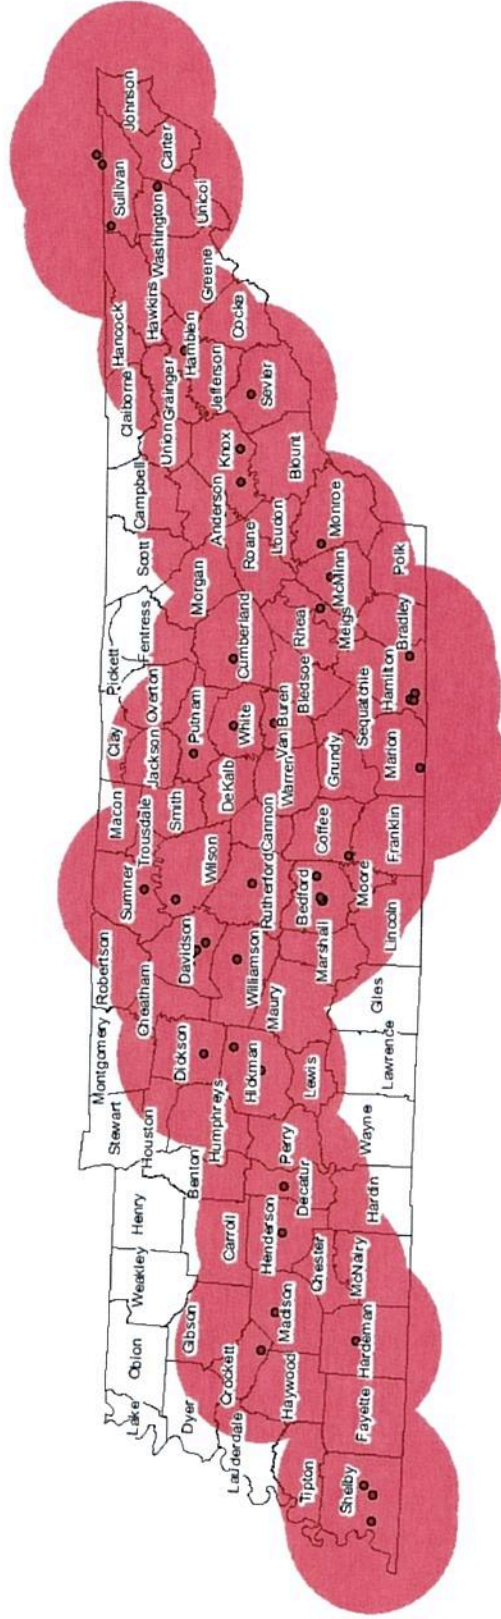 Lake
Obion
Weakley
Henry
Stewart
Montgomery
Robertson
Sumner
Macon
Clay
Pickett
Fentress
Scott
Campbell
Claiborne
Hancock
Hawkins
Sullivan
Johnson
Carter
Washington
Unicoi
Greene
Hamblen
Grainger
Union
Jefferson
Cocke
Sevier
Knox
Anderson
Blount
Loudon
Roane
Morgan
Cumberland
Overton
Putnam
Jackson
Trousdale
Smith
Wilson
DeKalb
White
Van Buren
Warren
Cannon
Rutherford
Davidson
Cheatham
Williamson
Dickson
Houston
Humphreys
Hickman
Benton
Carroll
Gibson
Dyer
Crockett
Lauderdale
Haywood
Madison
Henderson
Decatur
Perry
Lewis
Maury
Marshall
Bedford
Coffee
Grundy
Sequatchie
Bledsoe
Rhea
Meigs
McMinn
Monroe
Polk
Bradley
Hamilton
Marion
Franklin
Moore
Lincoln
Giles
Lawrence
Wayne
Hardin
McNairy
Chester
Hardeman
Fayette
Tipton
Shelby